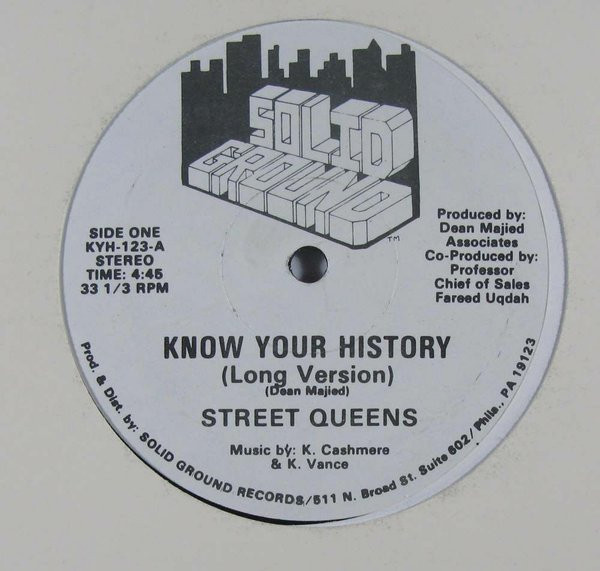 SOLID
GROUND
TM
SIDE ONE
KYH-123-A
STEREO
TIME: 4:45
33 1/3 RPM
Produced by:
Dean Majied
Associates
Co-Produced by:
Professor
Chief of Sales
Fareed Uqdah
KNOW YOUR HISTORY
(Long Version)
(Dean Majied)
STREET QUEENS
Music by: K. Cashmere
& K. Vance
Prod. & Dist. by: SOLID GROUND RECORDS/511 N. Broad St. Suite 602/ Phila., PA 19123